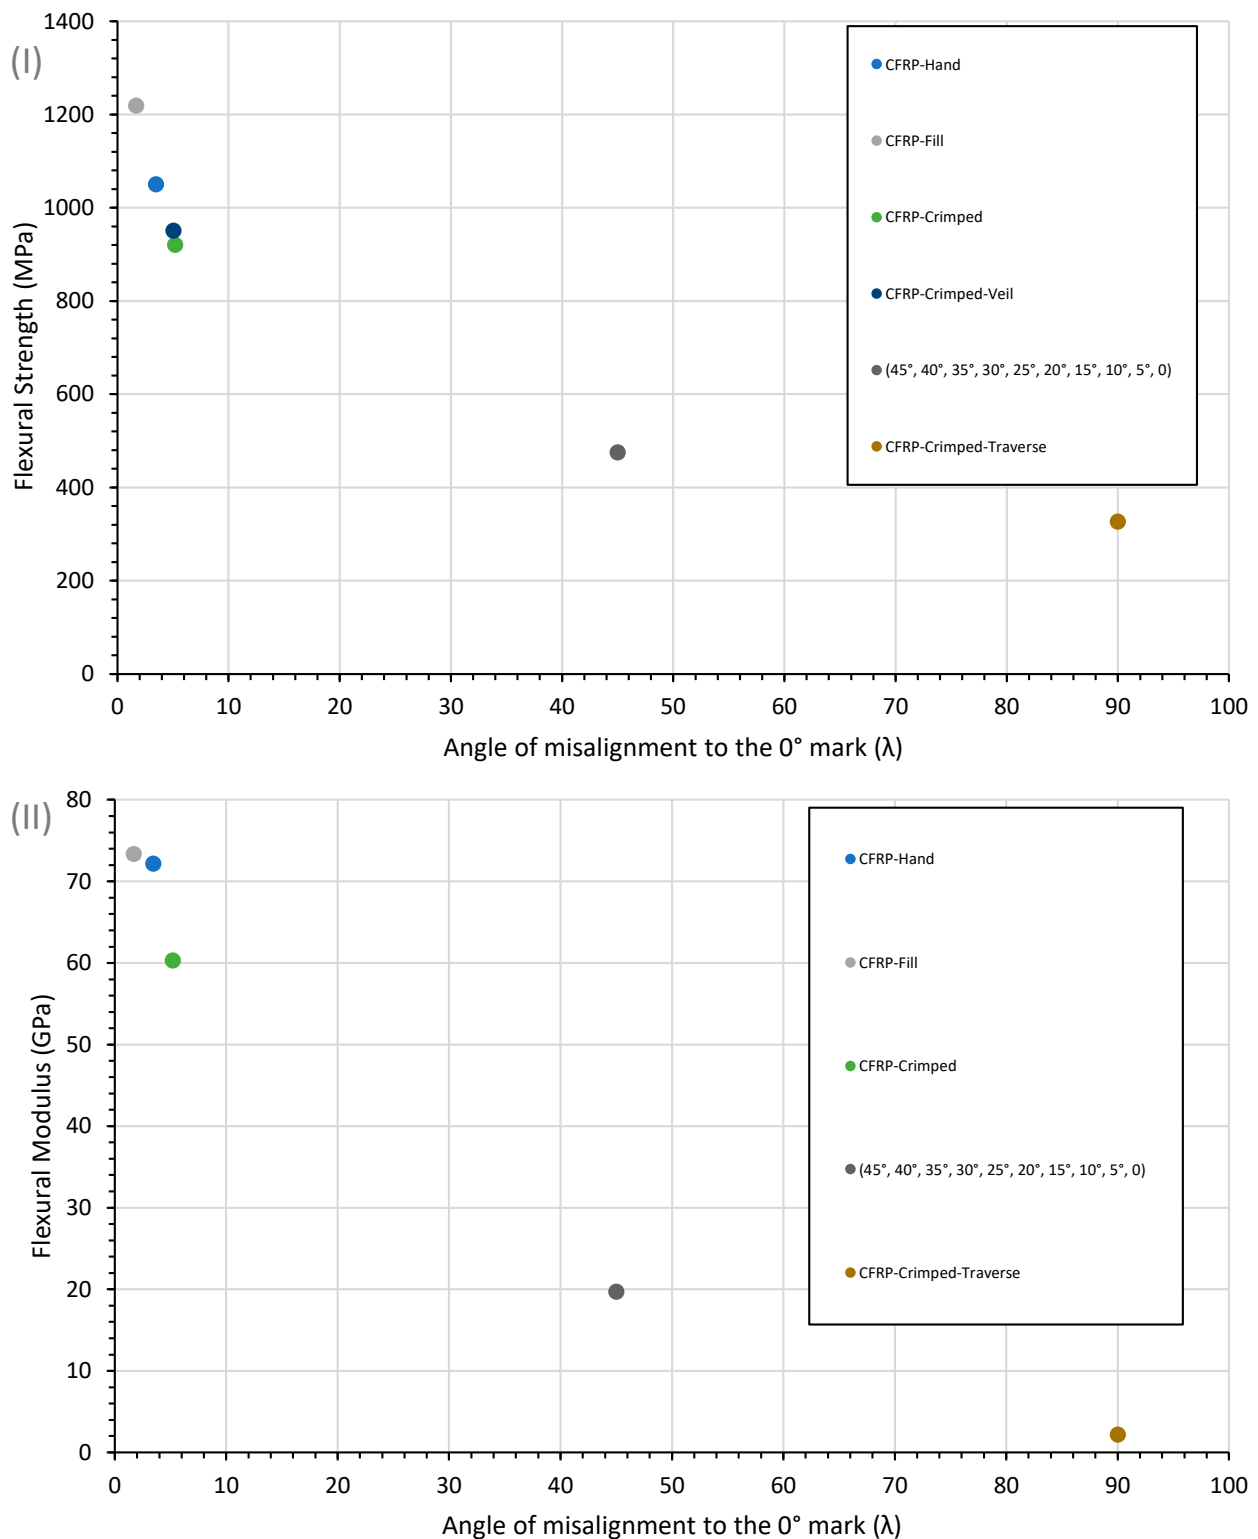 (I)
1400
1200
1000
800
600
400
200
0
Flexural Strength (MPa)
0 10 20 30 40 50 60 70 80 90 100
Angle of misalignment to the 0° mark (λ)
CFRP-Hand
CFRP-Fill
CFRP-Crimped
CFRP-Crimped-Veil
(45°, 40°, 35°, 30°, 25°, 20°, 15°, 10°, 5°, 0)
CFRP-Crimped-Traverse
(II)
80
70
60
50
40
30
20
10
0
Flexural Modulus (GPa)
0 10 20 30 40 50 60 70 80 90 100
Angle of misalignment to the 0° mark (λ)
CFRP-Hand
CFRP-Fill
CFRP-Crimped
(45°, 40°, 35°, 30°, 25°, 20°, 15°, 10°, 5°, 0)
CFRP-Crimped-Traverse